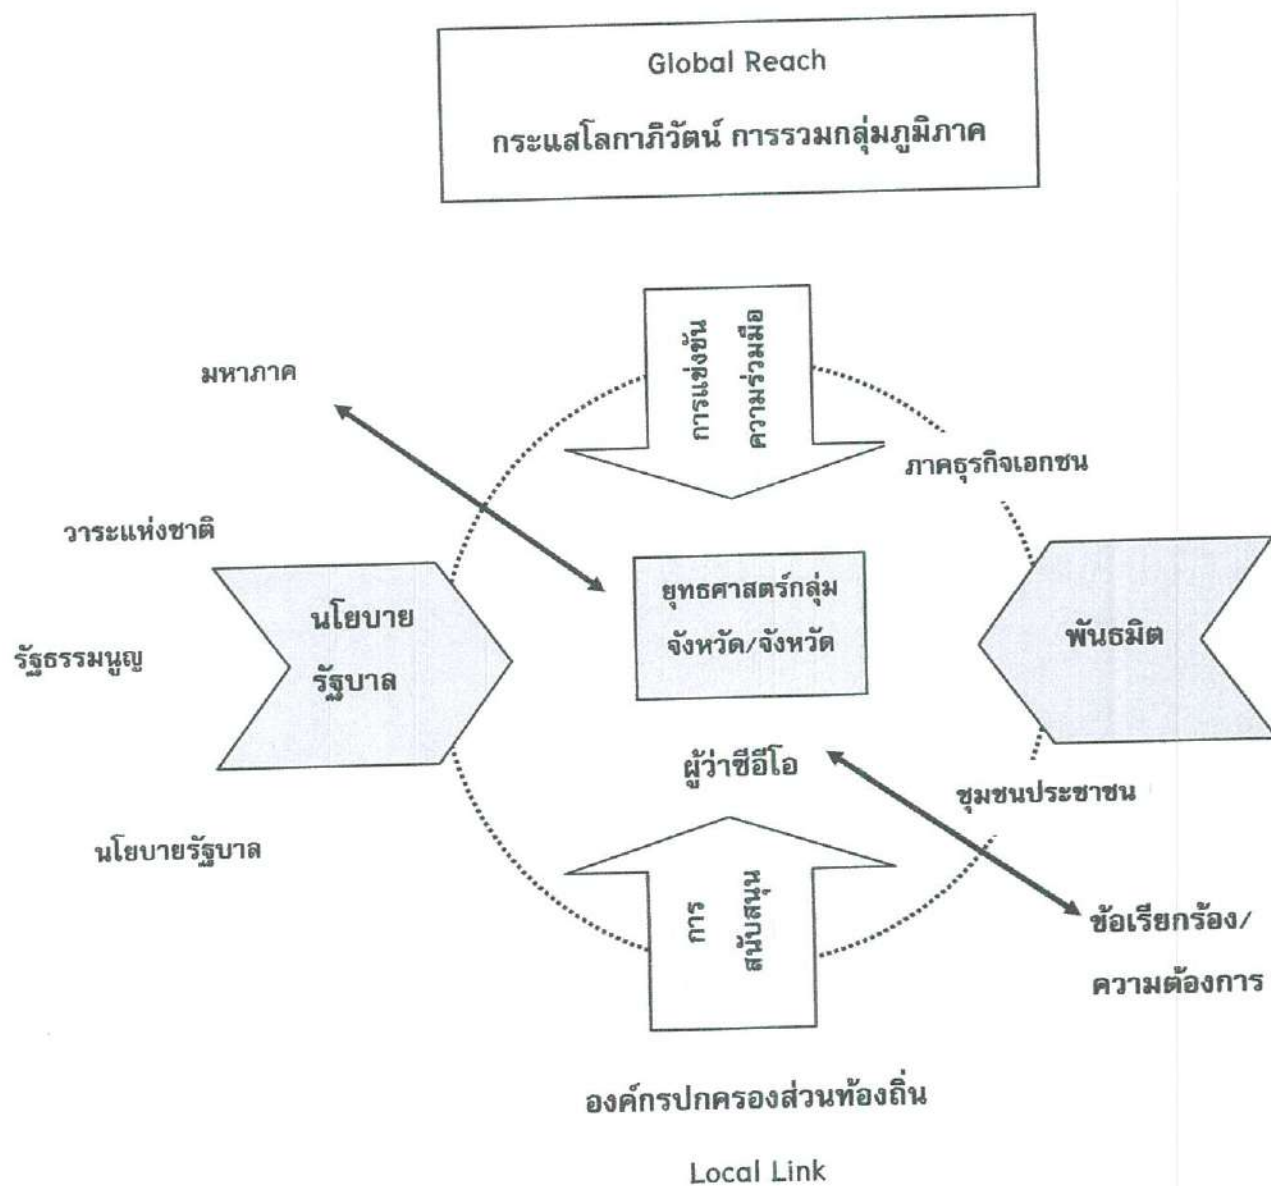 Global Reach
กระแสโลกาภิวัตน์ การรวมกลุ่มภูมิภาค
การแข่งขัน
ความร่วมมือ
มหาภาค
ภาคธุรกิจเอกชน
วาระแห่งชาติ
นโยบาย
รัฐบาล
รัฐธรรมนูญ
ยุทธศาสตร์กลุ่ม
จังหวัด/จังหวัด
พันธมิต
ผู้ว่าซีอีโอ
ชุมชนประชาชน
นโยบายรัฐบาล
การ
สนับสนุน
ข้อเรียกร้อง/
ความต้องการ
องค์กรปกครองส่วนท้องถิ่น
Local Link